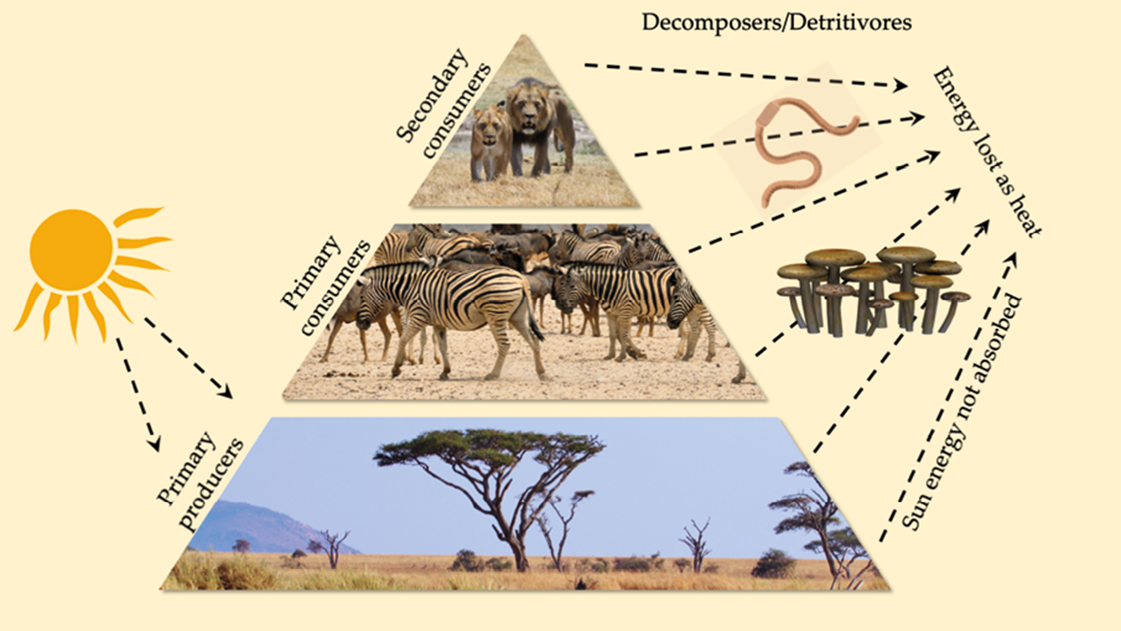 Decomposers/Detritivores
Secondary
consumers
Energy lost as heat
Primary
consumers
Sun energy not absorbed
Primary
producers